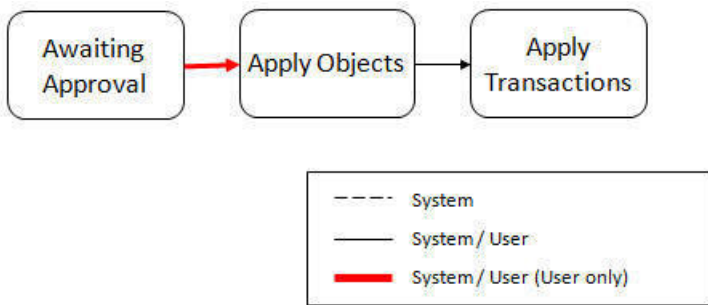 Awaiting
Approval
Apply Objects
Apply
Transactions
System
System / User
System / User (User only)